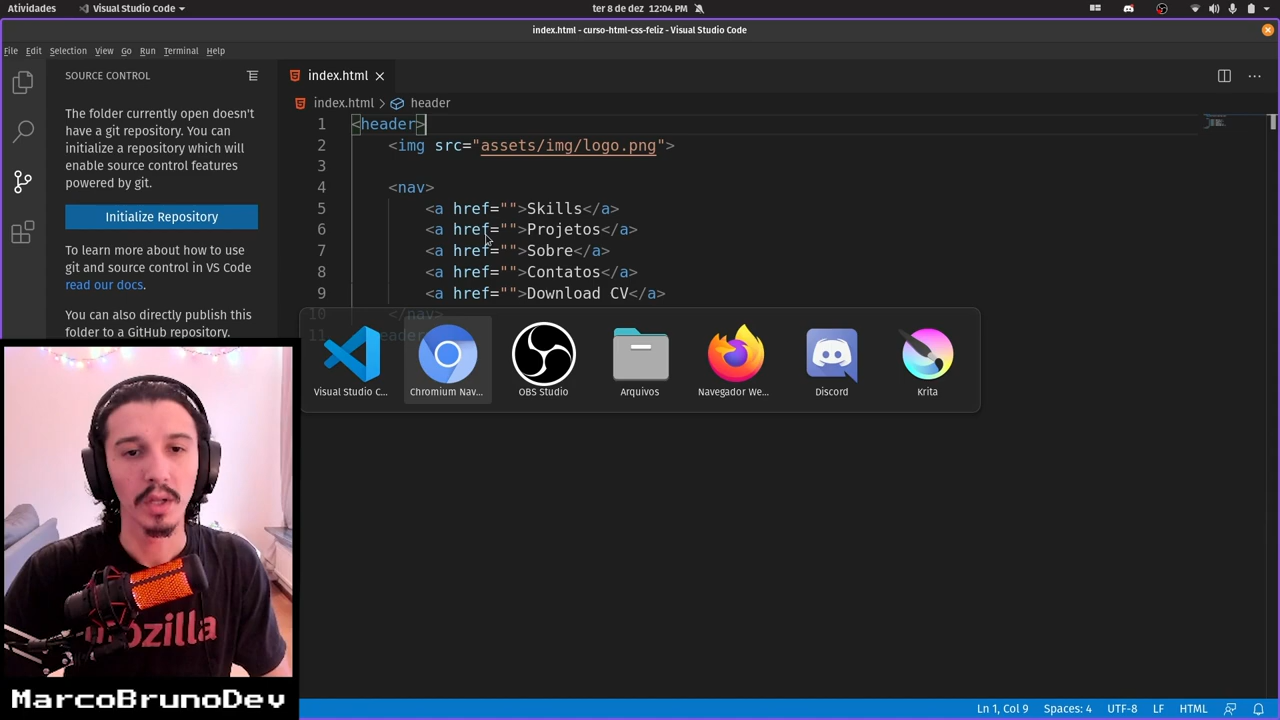 Atividades
Visual Studio Code
ter 8 de dez 12:04 PM
index.html - curso-html-css-feliz - Visual Studio Code
File Edit Selection View Go Run Terminal Help
SOURCE CONTROL
The folder currently open doesn't
have a git repository. You can
initialize a repository which will
enable source control features
powered by git.
Initialize Repository
To learn more about how to use
git and source control in VS Code
read our docs.
You can also directly publish this
folder to a GitHub repository.
index.html
index.html > header
1 <header>
2 <img src="assets/img/logo.png">
3
4 <nav>
5 <a href="">Skills</a>
6 <a href="">Projetos</a>
7 <a href="">Sobre</a>
8 <a href="">Contatos</a>
9 <a href="">Download CV</a>
10 </nav>
11 </header>
Visual Studio C...
Chromium Nav...
OBS Studio
Arquivos
Navegador We...
Discord
Krita
mozilla
MarcoBrunoDev
Ln 1, Col 9 Spaces: 4 UTF-8 LF HTML